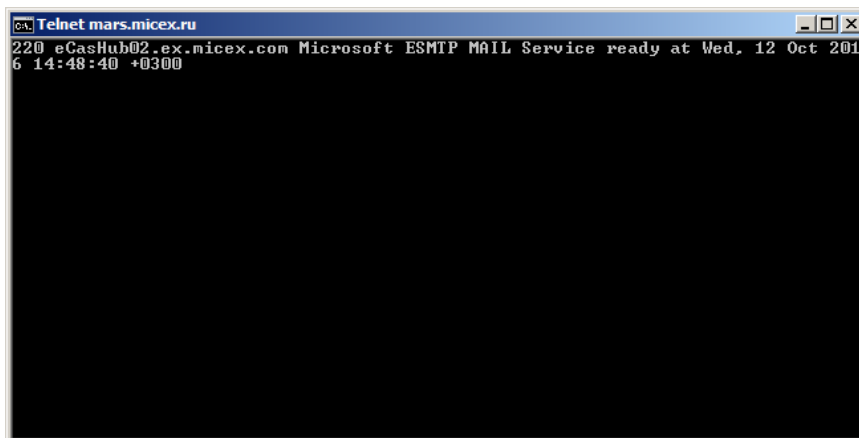 Telnet mars.micex.ru
220 eCasHub02.ex.micex.com Microsoft ESMTP MAIL Service ready at Wed, 12 Oct 201
6 14:48:40 +0300